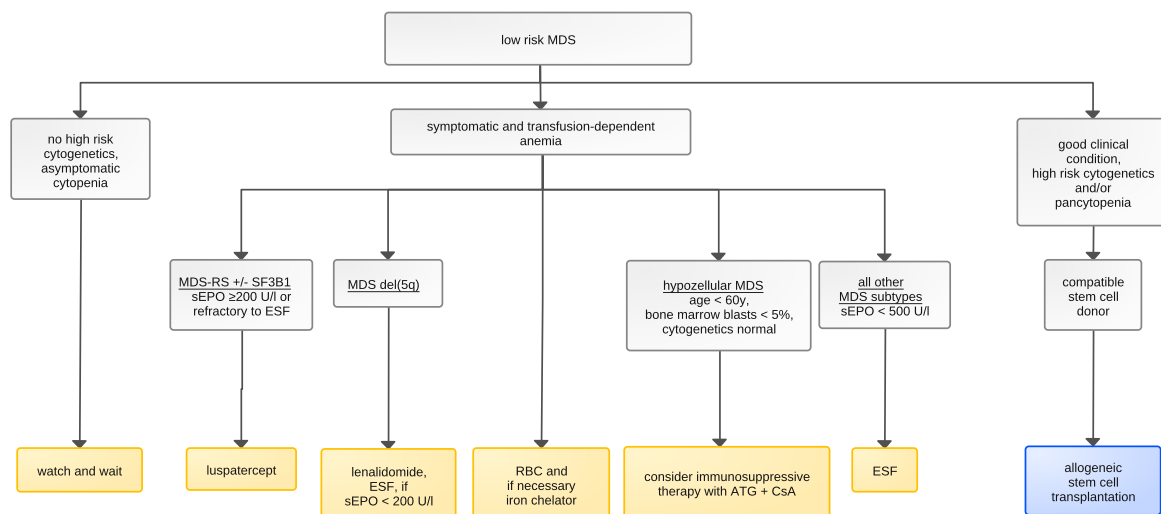 low risk MDS
no high risk
cytogenetics,
asymptomatic
cytopenia
symptomatic and transfusion-dependent
anemia
good clinical
condition,
high risk cytogenetics
and/or
pancytopenia
MDS-RS +/- SF3B1
sEPO ≥200 U/l or
refractory to ESF
MDS del(5q)
hypozellular MDS
age < 60y,
bone marrow blasts < 5%,
cytogenetics normal
all other
MDS subtypes
sEPO < 500 U/l
compatible
stem cell
donor
watch and wait
luspatercept
lenalidomide,
ESF, if
sEPO < 200 U/l
RBC and
if necessary
iron chelator
consider immunosuppressive
therapy with ATG + CsA
ESF
allogeneic
stem cell
transplantation